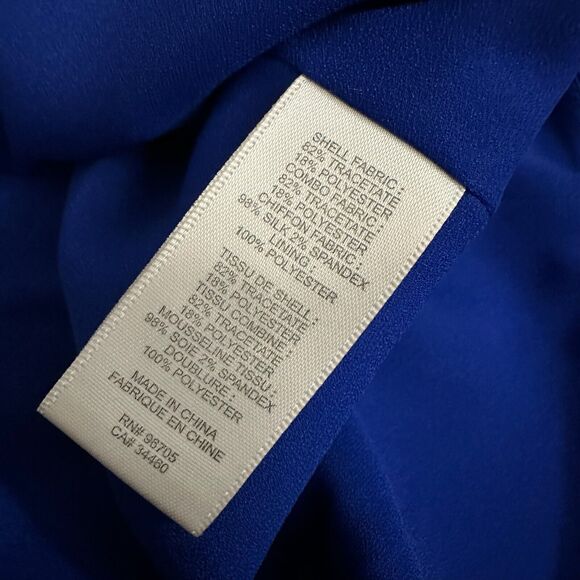 SHELL FABRIC :
82% TRACETATE
18% POLYESTER
COMBO FABRIC :
82% TRACETATE
18% POLYESTER
CHIFFON FABRIC :
98% SILK 2% SPANDEX
LINING :
100% POLYESTER
TISSU DE SHELL :
82% TRACETATE
18% POLYESTER
TISSU COMBINE :
82% TRACETATE
18% POLYESTER
MOUSSELINE TISSU :
98% SOIE 2% SPANDEX
DOUBLURE :
100% POLYESTER
MADE IN CHINA
FABRIQUE EN CHINE
RN# 98705
CA# 34480